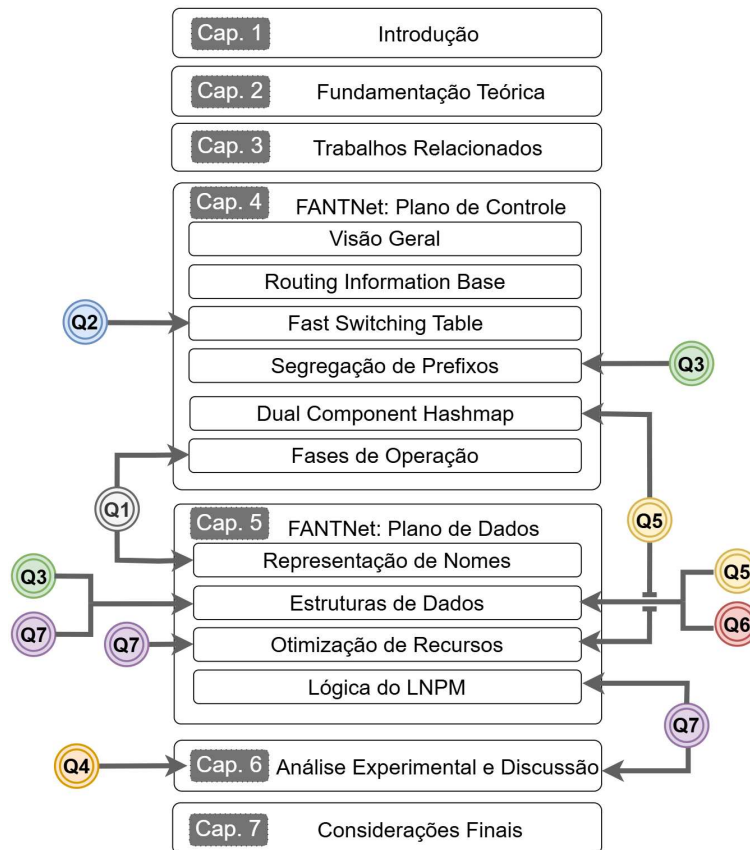 Cap. 1 Introdução
Cap. 2 Fundamentação Teórica
Cap. 3 Trabalhos Relacionados
Cap. 4 FANTNet: Plano de Controle
Visão Geral
Routing Information Base
Q2 Fast Switching Table
Segregação de Prefixos Q3
Dual Component Hashmap
Fases de Operação
Q1 Q5
Cap. 5 FANTNet: Plano de Dados
Representação de Nomes
Q3 Q5
Estruturas de Dados
Q7 Q6
Q7 Otimização de Recursos
Lógica do LNPM
Q7
Q4 Cap. 6 Análise Experimental e Discussão
Cap. 7 Considerações Finais